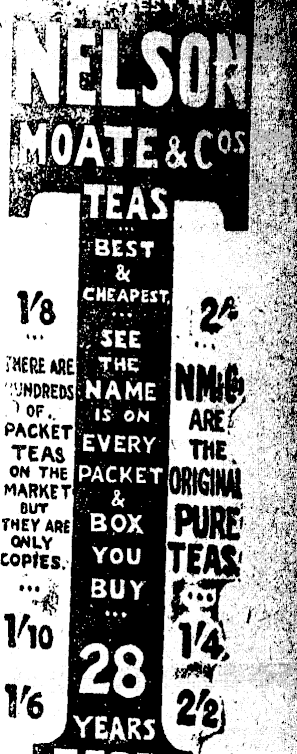 NELSON
MOATE & COS
TEAS
BEST
&
CHEAPEST.
SEE
THE
NAME
IS ON
EVERY
PACKET
&
BOX
YOU
BUY
28
YEARS
1/8
THERE ARE
HUNDREDS
OF
PACKET
TEAS
ON THE
MARKET
BUT
THEY ARE
ONLY
COPIES.
1/10
1/6
NM&Co
ARE
THE
ORIGINAL
PURE
TEAS.
1/4
2/2